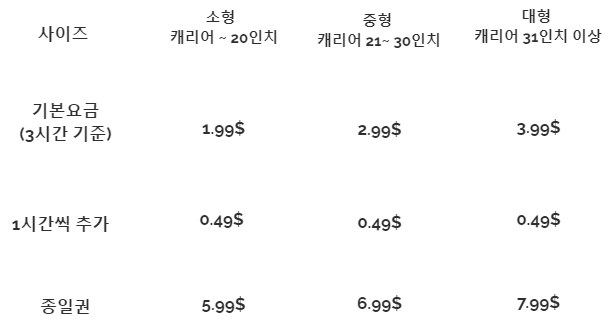 사이즈 소형 중형 대형
캐리어 ~ 20인치 캐리어 21~ 30인치 캐리어 31인치 이상
기본요금
(3시간 기준) 1.99$ 2.99$ 3.99$
1시간씩 추가 0.49$ 0.49$ 0.49$
종일권 5.99$ 6.99$ 7.99$